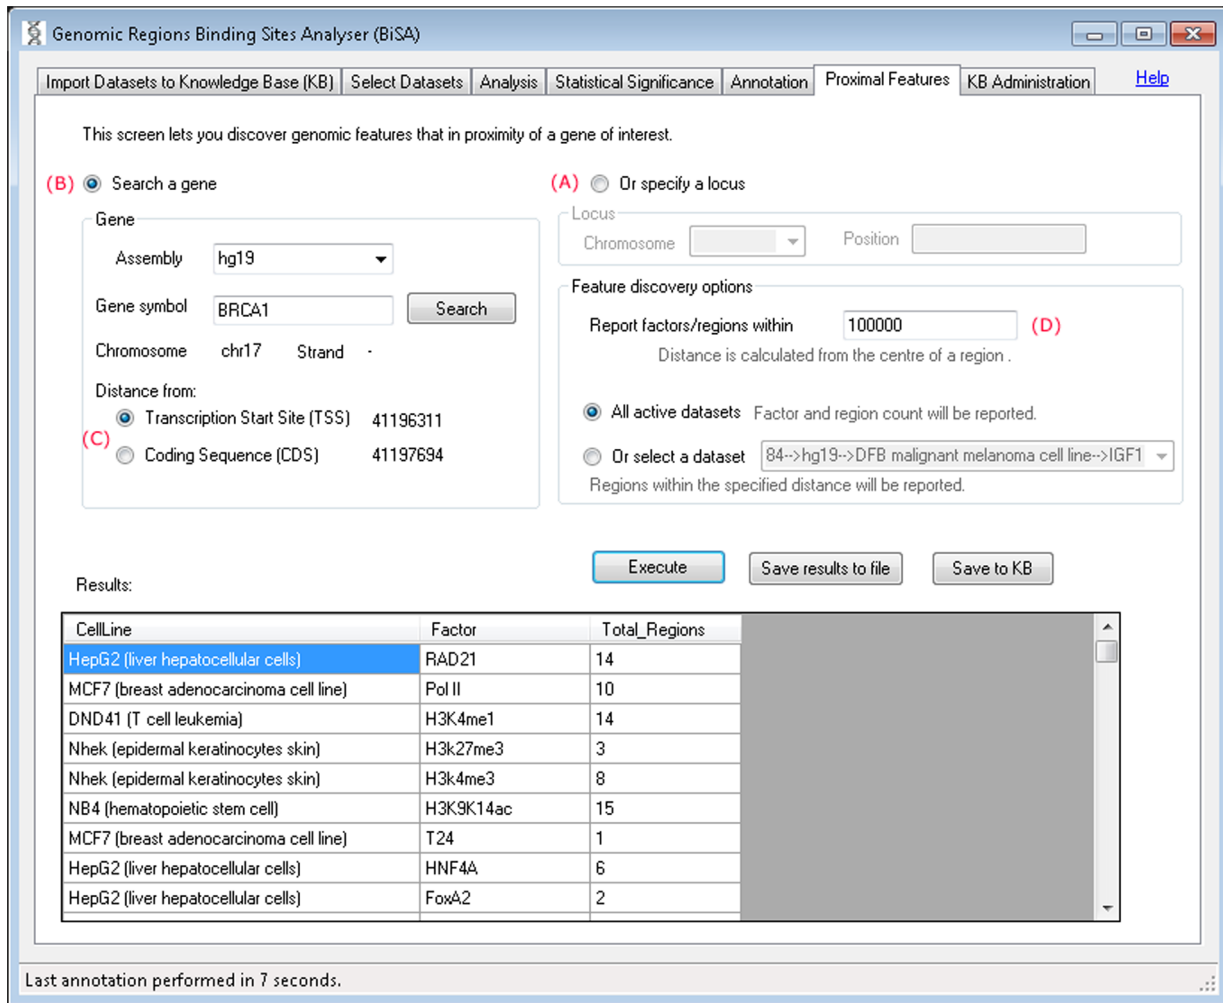 Genomic Regions Binding Sites Analyser (BiSA)
Import Datasets to Knowledge Base (KB) Select Datasets Analysis Statistical Significance Annotation Proximal Features KB Administration Help
This screen lets you discover genomic features that in proximity of a gene of interest.
(B) Search a gene
Gene
Assembly hg19
Gene symbol BRCA1 Search
Chromosome chr17 Strand -
Distance from:
Transcription Start Site (TSS) 41196311
(C)
Coding Sequence (CDS) 41197694
(A) Or specify a locus
Locus
Chromosome Position
Feature discovery options
Report factors/regions within 100000 (D)
Distance is calculated from the centre of a region .
All active datasets Factor and region count will be reported.
Or select a dataset 84-->hg19-->DFB malignant melanoma cell line-->IGF1
Regions within the specified distance will be reported.
Execute Save results to file Save to KB
Results:
CellLine Factor Total_Regions
HepG2 (liver hepatocellular cells) RAD21 14
MCF7 (breast adenocarcinoma cell line) Pol II 10
DND41 (T cell leukemia) H3K4me1 14
Nhek (epidermal keratinocytes skin) H3k27me3 3
Nhek (epidermal keratinocytes skin) H3k4me3 8
NB4 (hematopoietic stem cell) H3K9K14ac 15
MCF7 (breast adenocarcinoma cell line) T24 1
HepG2 (liver hepatocellular cells) HNF4A 6
HepG2 (liver hepatocellular cells) FoxA2 2
Last annotation performed in 7 seconds.